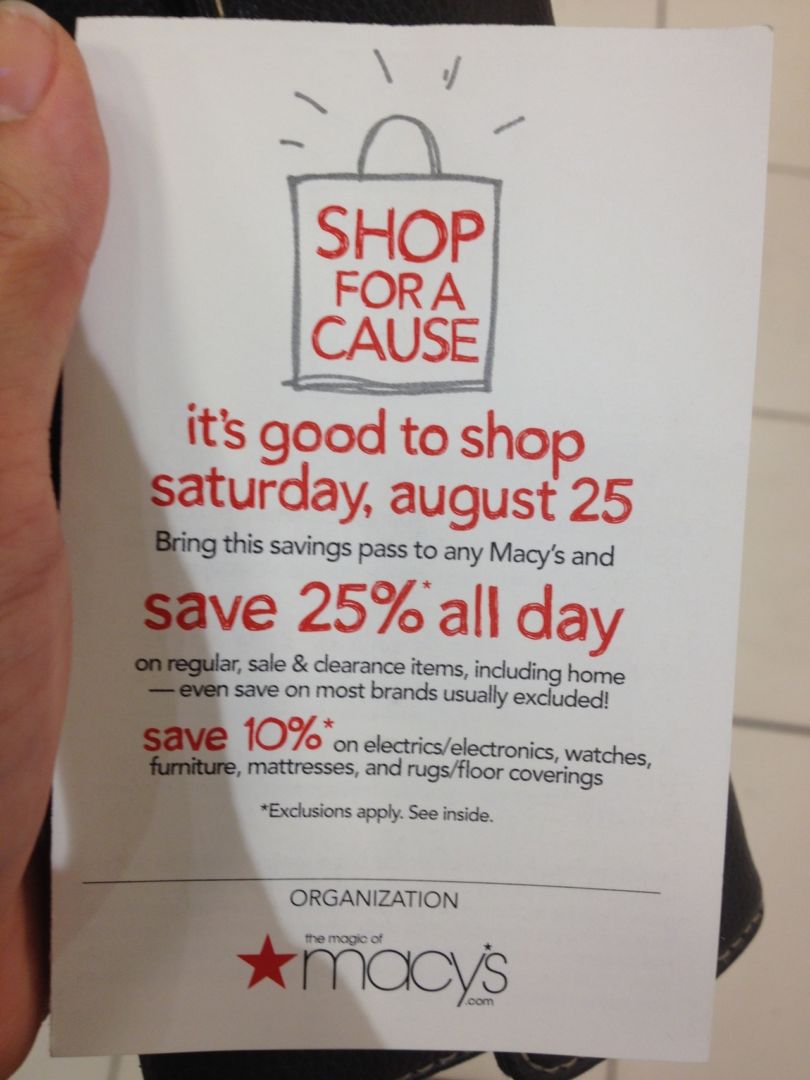 SHOP
FOR A
CAUSE
it's good to shop
saturday, august 25
Bring this savings pass to any Macy's and
save 25%* all day
on regular, sale & clearance items, including home
— even save on most brands usually excluded!
save 10%* on electrics/electronics, watches,
furniture, mattresses, and rugs/floor coverings
*Exclusions apply. See inside.
ORGANIZATION
the magic of
macy's
.com